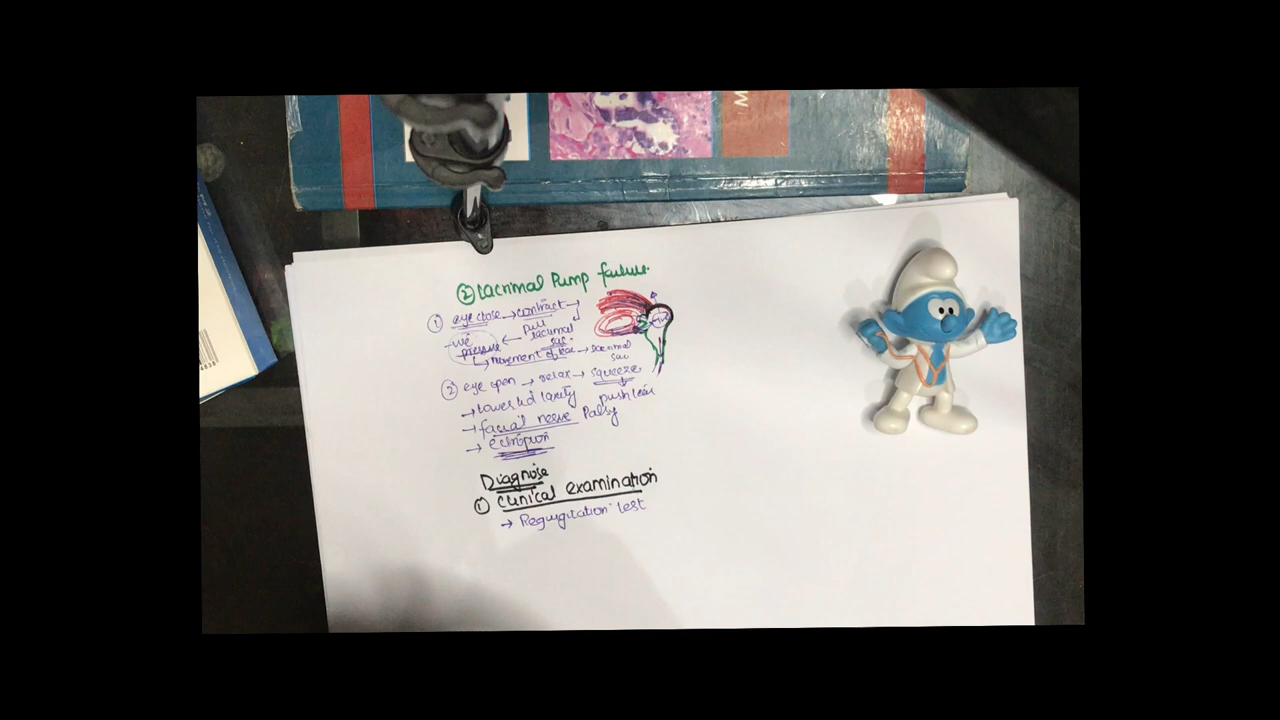 ② Lacrimal Pump failure.
① eye close → contract →
Pull lacrimal sac. ←
-ve pressure
↳ movement of tear → lacrimal sac
② eye open → relax → squeeze
push tear
→ Lower lid laxity
→ facial nerve Palsy
→ ectropion
Diagnose
① clinical examination
→ Regurgitation test
M